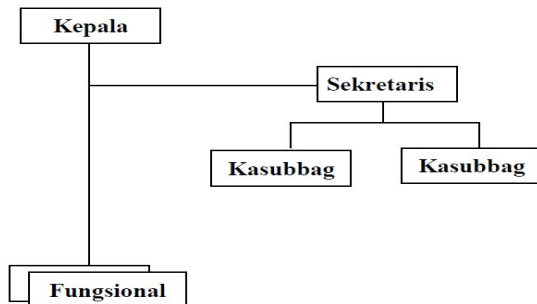 Kepala
Sekretaris
Kasubbag
Kasubbag
Fungsional